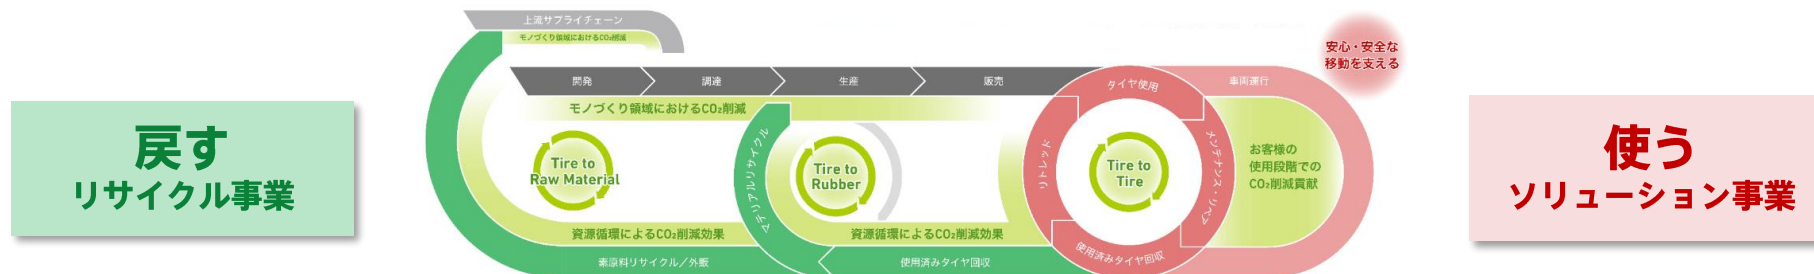 戻す
リサイクル事業
上流サプライチェーン
モノづくり領域におけるCO₂削減
開発
調達
生産
販売
モノづくり領域におけるCO₂削減
Tire to
Raw Material
マテリアルリサイクル
Tire to
Rubber
資源循環によるCO₂削減効果
資源循環によるCO₂削減効果
素原料リサイクル／外販
使用済みタイヤ回収
タイヤ使用
リトレッド
メンテナンス・リペア
使用済みタイヤ回収
Tire to
Tire
車両運行
お客様の
使用段階での
CO₂削減貢献
安心・安全な
移動を支える
使う
ソリューション事業